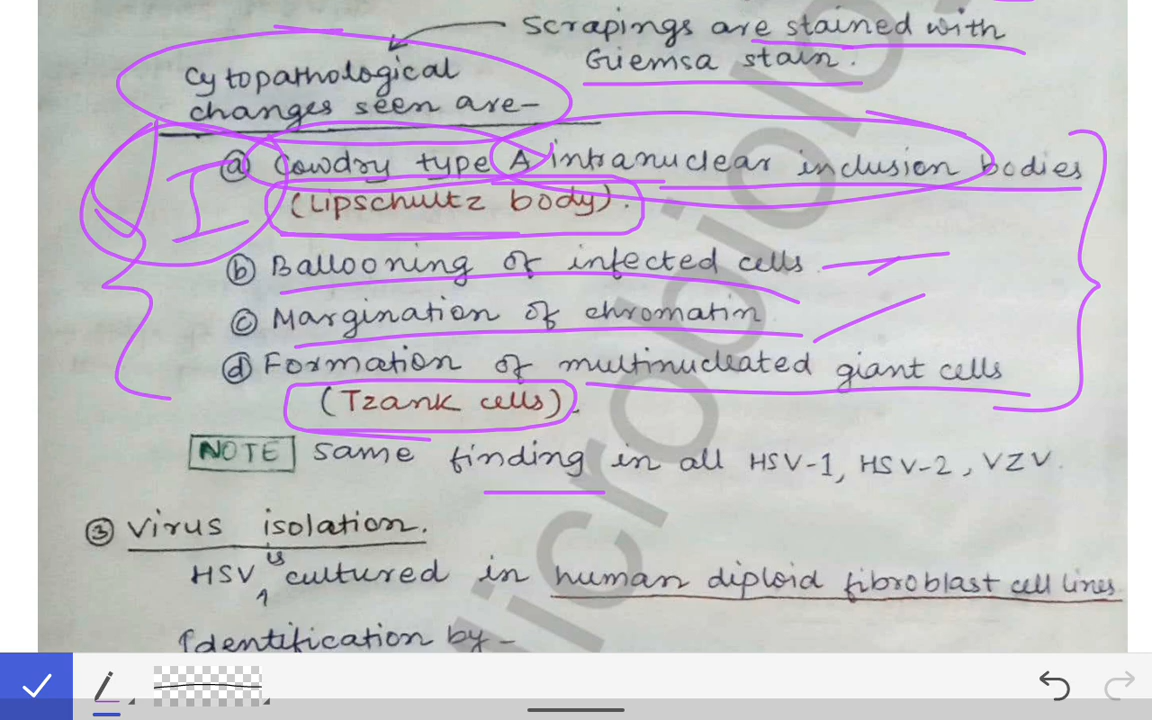 Scrapings are stained with
Giemsa stain.
Cytopathological
changes seen are-
ⓐ Cowdry type A intranuclear inclusion bodies
(Lipschultz body).
ⓑ Ballooning of infected cells
ⓒ Margination of chromatin
ⓓ Formation of multinucleated giant cells
(Tzank cells).
NOTE Same finding in all HSV-1, HSV-2, VZV.
③ Virus isolation.
HSV is cultured in human diploid fibroblast cell lines
Identification by-
Microbiolo